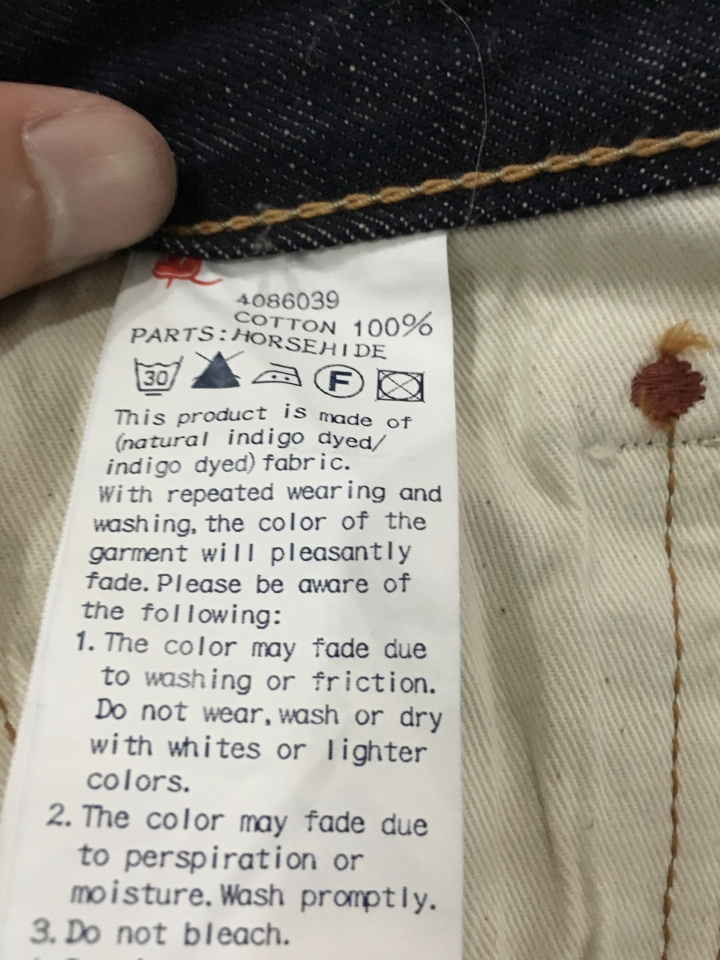 4086039
COTTON 100%
PARTS:HORSEHIDE
30 F
This product is made of
(natural indigo dyed/
indigo dyed) fabric.
With repeated wearing and
washing, the color of the
garment will pleasantly
fade. Please be aware of
the following:
1. The color may fade due
to washing or friction.
Do not wear, wash or dry
with whites or lighter
colors.
2. The color may fade due
to perspiration or
moisture. Wash promptly.
3. Do not bleach.